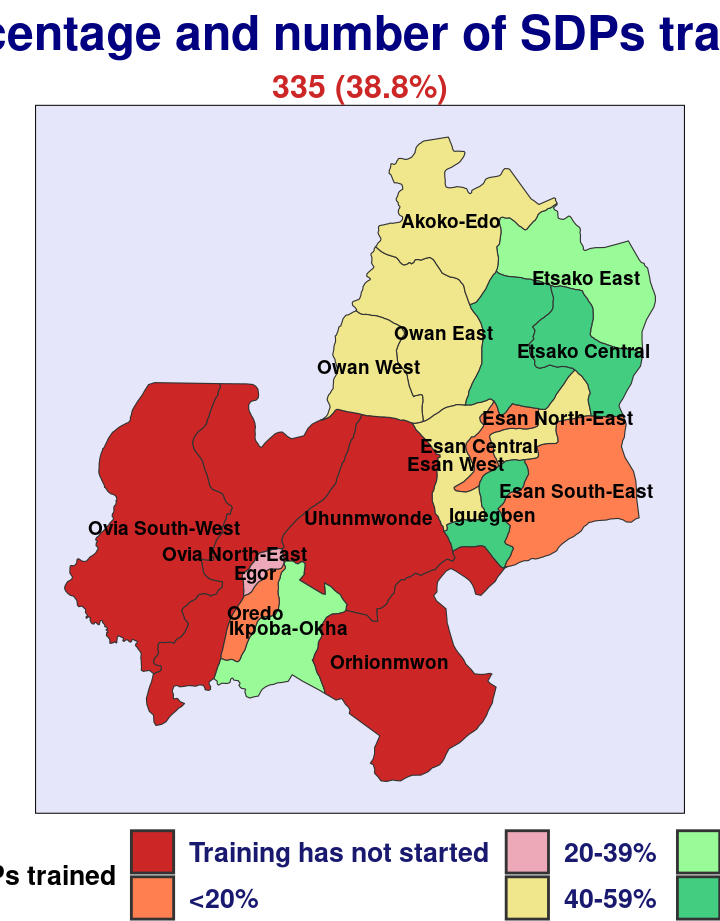 centage and number of SDPs tra
335 (38.8%)
Akoko-Edo
Etsako East
Owan East
Etsako Central
Owan West
Esan North-East
Esan Central
Esan West
Esan South-East
Iguegben
Uhunmwonde
Ovia South-West
Ovia North-East
Egor
Oredo
Ikpoba-Okha
Orhionmwon
Ps trained
Training has not started
20-39%
<20%
40-59%